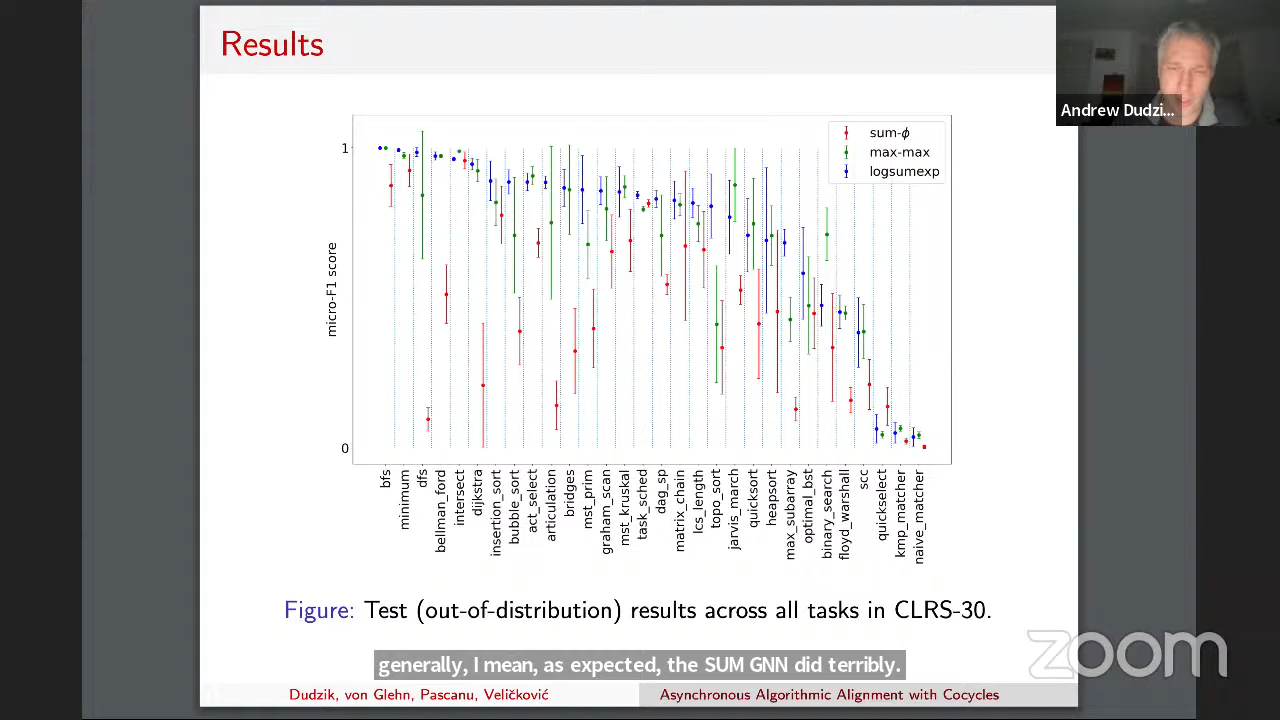 Results
Andrew Dudzi...
sum-ϕ
max-max
logsumexp
1
0
micro-F1 score
bfs
minimum
dfs
bellman_ford
intersect
dijkstra
insertion_sort
bubble_sort
act_select
articulation
bridges
mst_prim
graham_scan
mst_kruskal
task_sched
dag_sp
matrix_chain
lcs_length
topo_sort
jarvis_march
quicksort
heapsort
max_subarray
optimal_bst
binary_search
floyd_warshall
scc
quickselect
kmp_matcher
naive_matcher
Figure: Test (out-of-distribution) results across all tasks in CLRS-30.
generally, I mean, as expected, the SUM GNN did terribly.
zoom
Dudzik, von Glehn, Pascanu, Veličković
Asynchronous Algorithmic Alignment with Cocycles